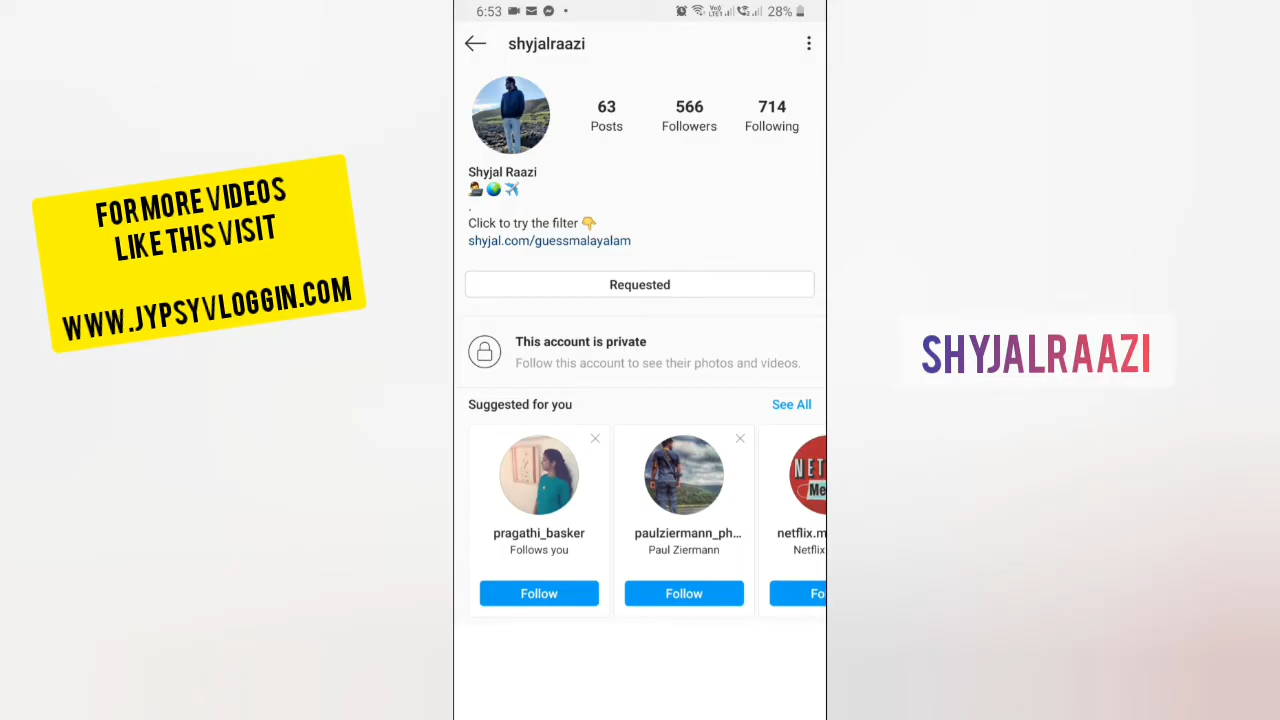 6:53
28%
shyjalraazi
63
566
714
Posts
Followers
Following
Shyjal Raazi
.
Click to try the filter
shyjal.com/guessmalayalam
Requested
This account is private
Follow this account to see their photos and videos.
Suggested for you
See All
pragathi_basker
Follows you
Follow
paulziermann_ph...
Paul Ziermann
Follow
NET
Me
netflix.m
Netflix
Fo
FOR MORE VIDEOS
LIKE THIS VISIT
WWW.JYPSYVLOGGIN.COM
SHYJALRAAZI